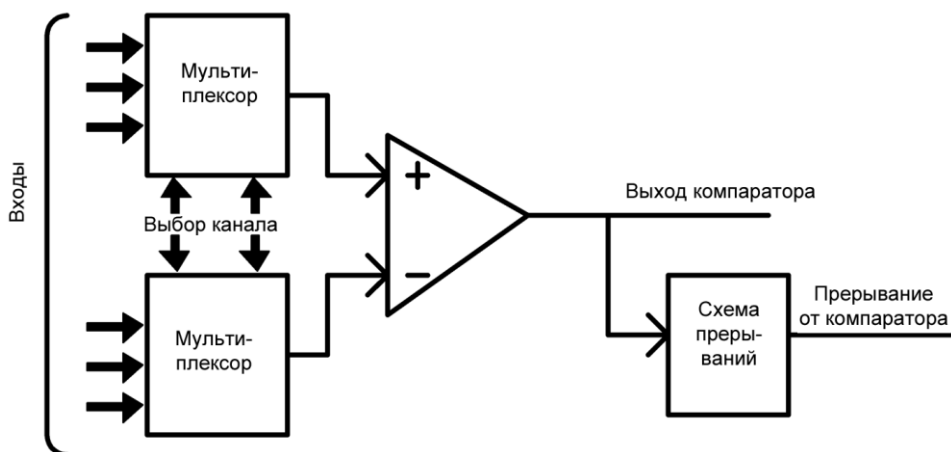 Входы
Мульти-
плексор
Выбор канала
Мульти-
плексор
+
−
Выход компаратора
Схема
преры-
ваний
Прерывание
от компаратора